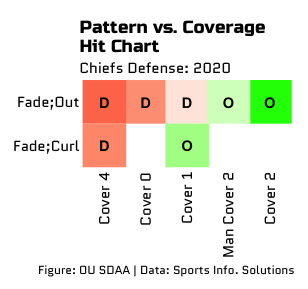 Pattern vs. Coverage
Hit Chart
Chiefs Defense: 2020
Fade;Out D D D O O
Fade;Curl D O
Cover 4 Cover 0 Cover 1 Man Cover 2 Cover 2
Figure: OU SDAA | Data: Sports Info. Solutions